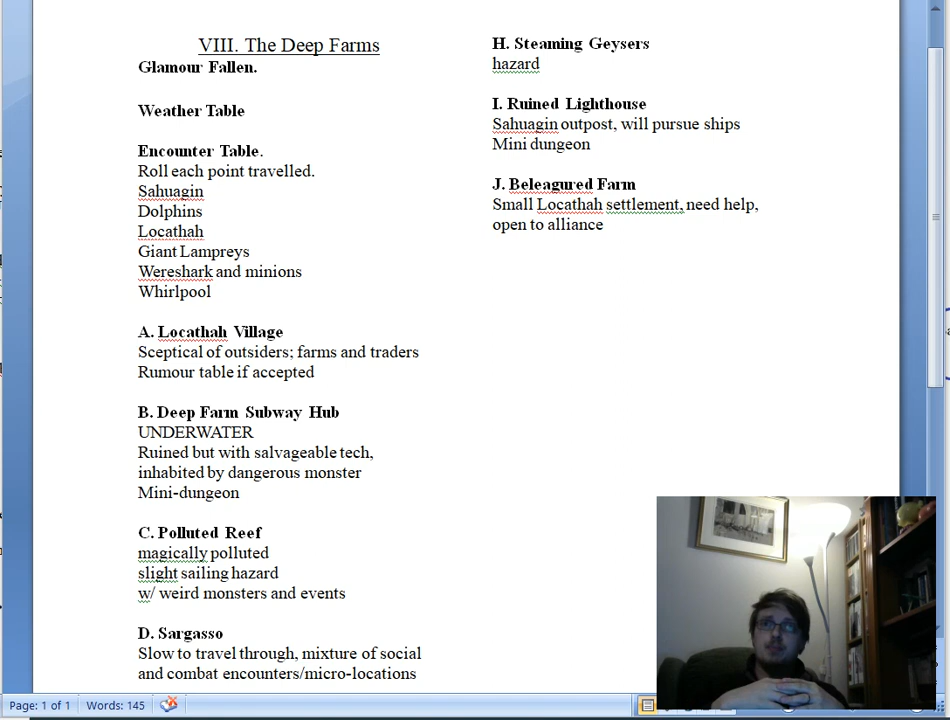 VIII. The Deep Farms
Glamour Fallen.
Weather Table
Encounter Table.
Roll each point travelled.
Sahuagin
Dolphins
Locathah
Giant Lampreys
Wereshark and minions
Whirlpool
A. Locathah Village
Sceptical of outsiders; farms and traders
Rumour table if accepted
B. Deep Farm Subway Hub
UNDERWATER
Ruined but with salvageable tech,
inhabited by dangerous monster
Mini-dungeon
C. Polluted Reef
magically polluted
slight sailing hazard
w/ weird monsters and events
D. Sargasso
Slow to travel through, mixture of social
and combat encounters/micro-locations
H. Steaming Geysers
hazard
I. Ruined Lighthouse
Sahuagin outpost, will pursue ships
Mini dungeon
J. Beleagured Farm
Small Locathah settlement, need help,
open to alliance
Page: 1 of 1 Words: 145